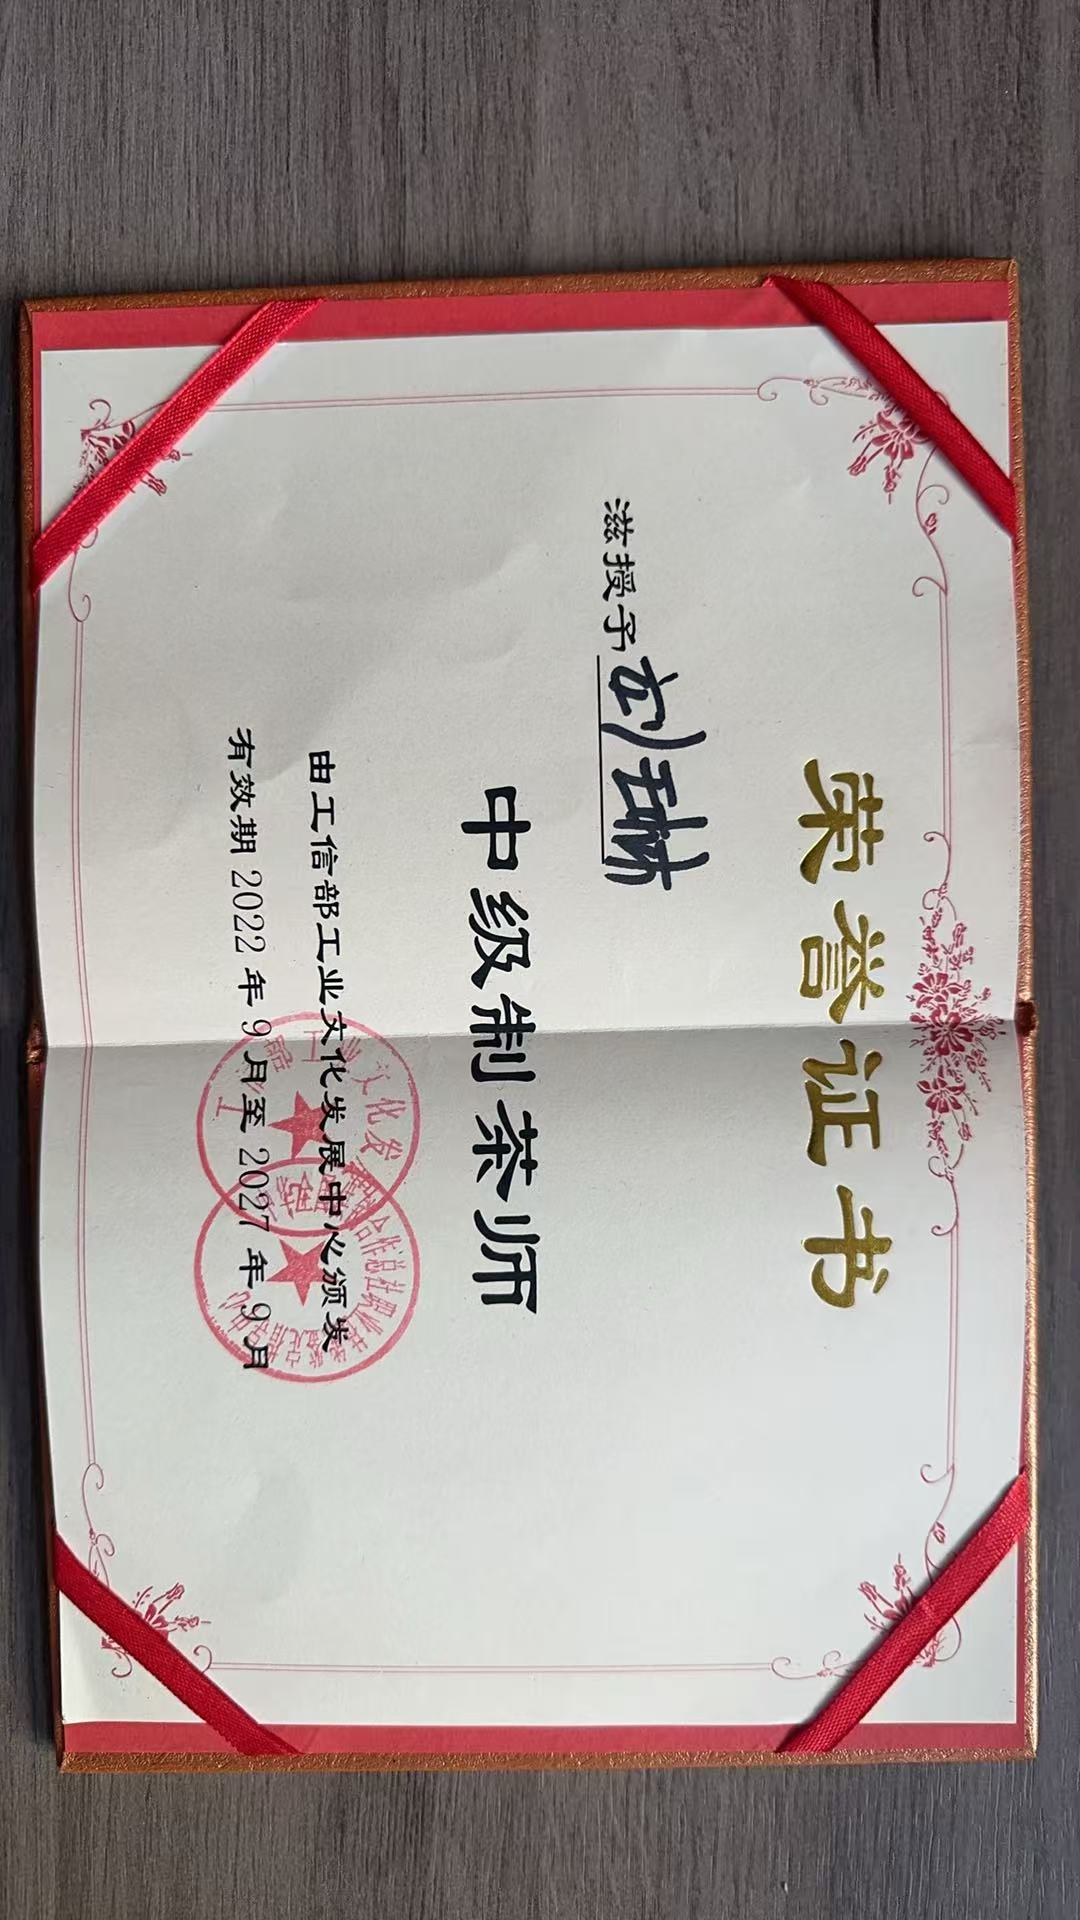 荣誉证书
滋授予 刘琳
中级制茶师
由工信部工业文化发展中心颁发
有效期 2022 年 9 月至 2027 年 9 月